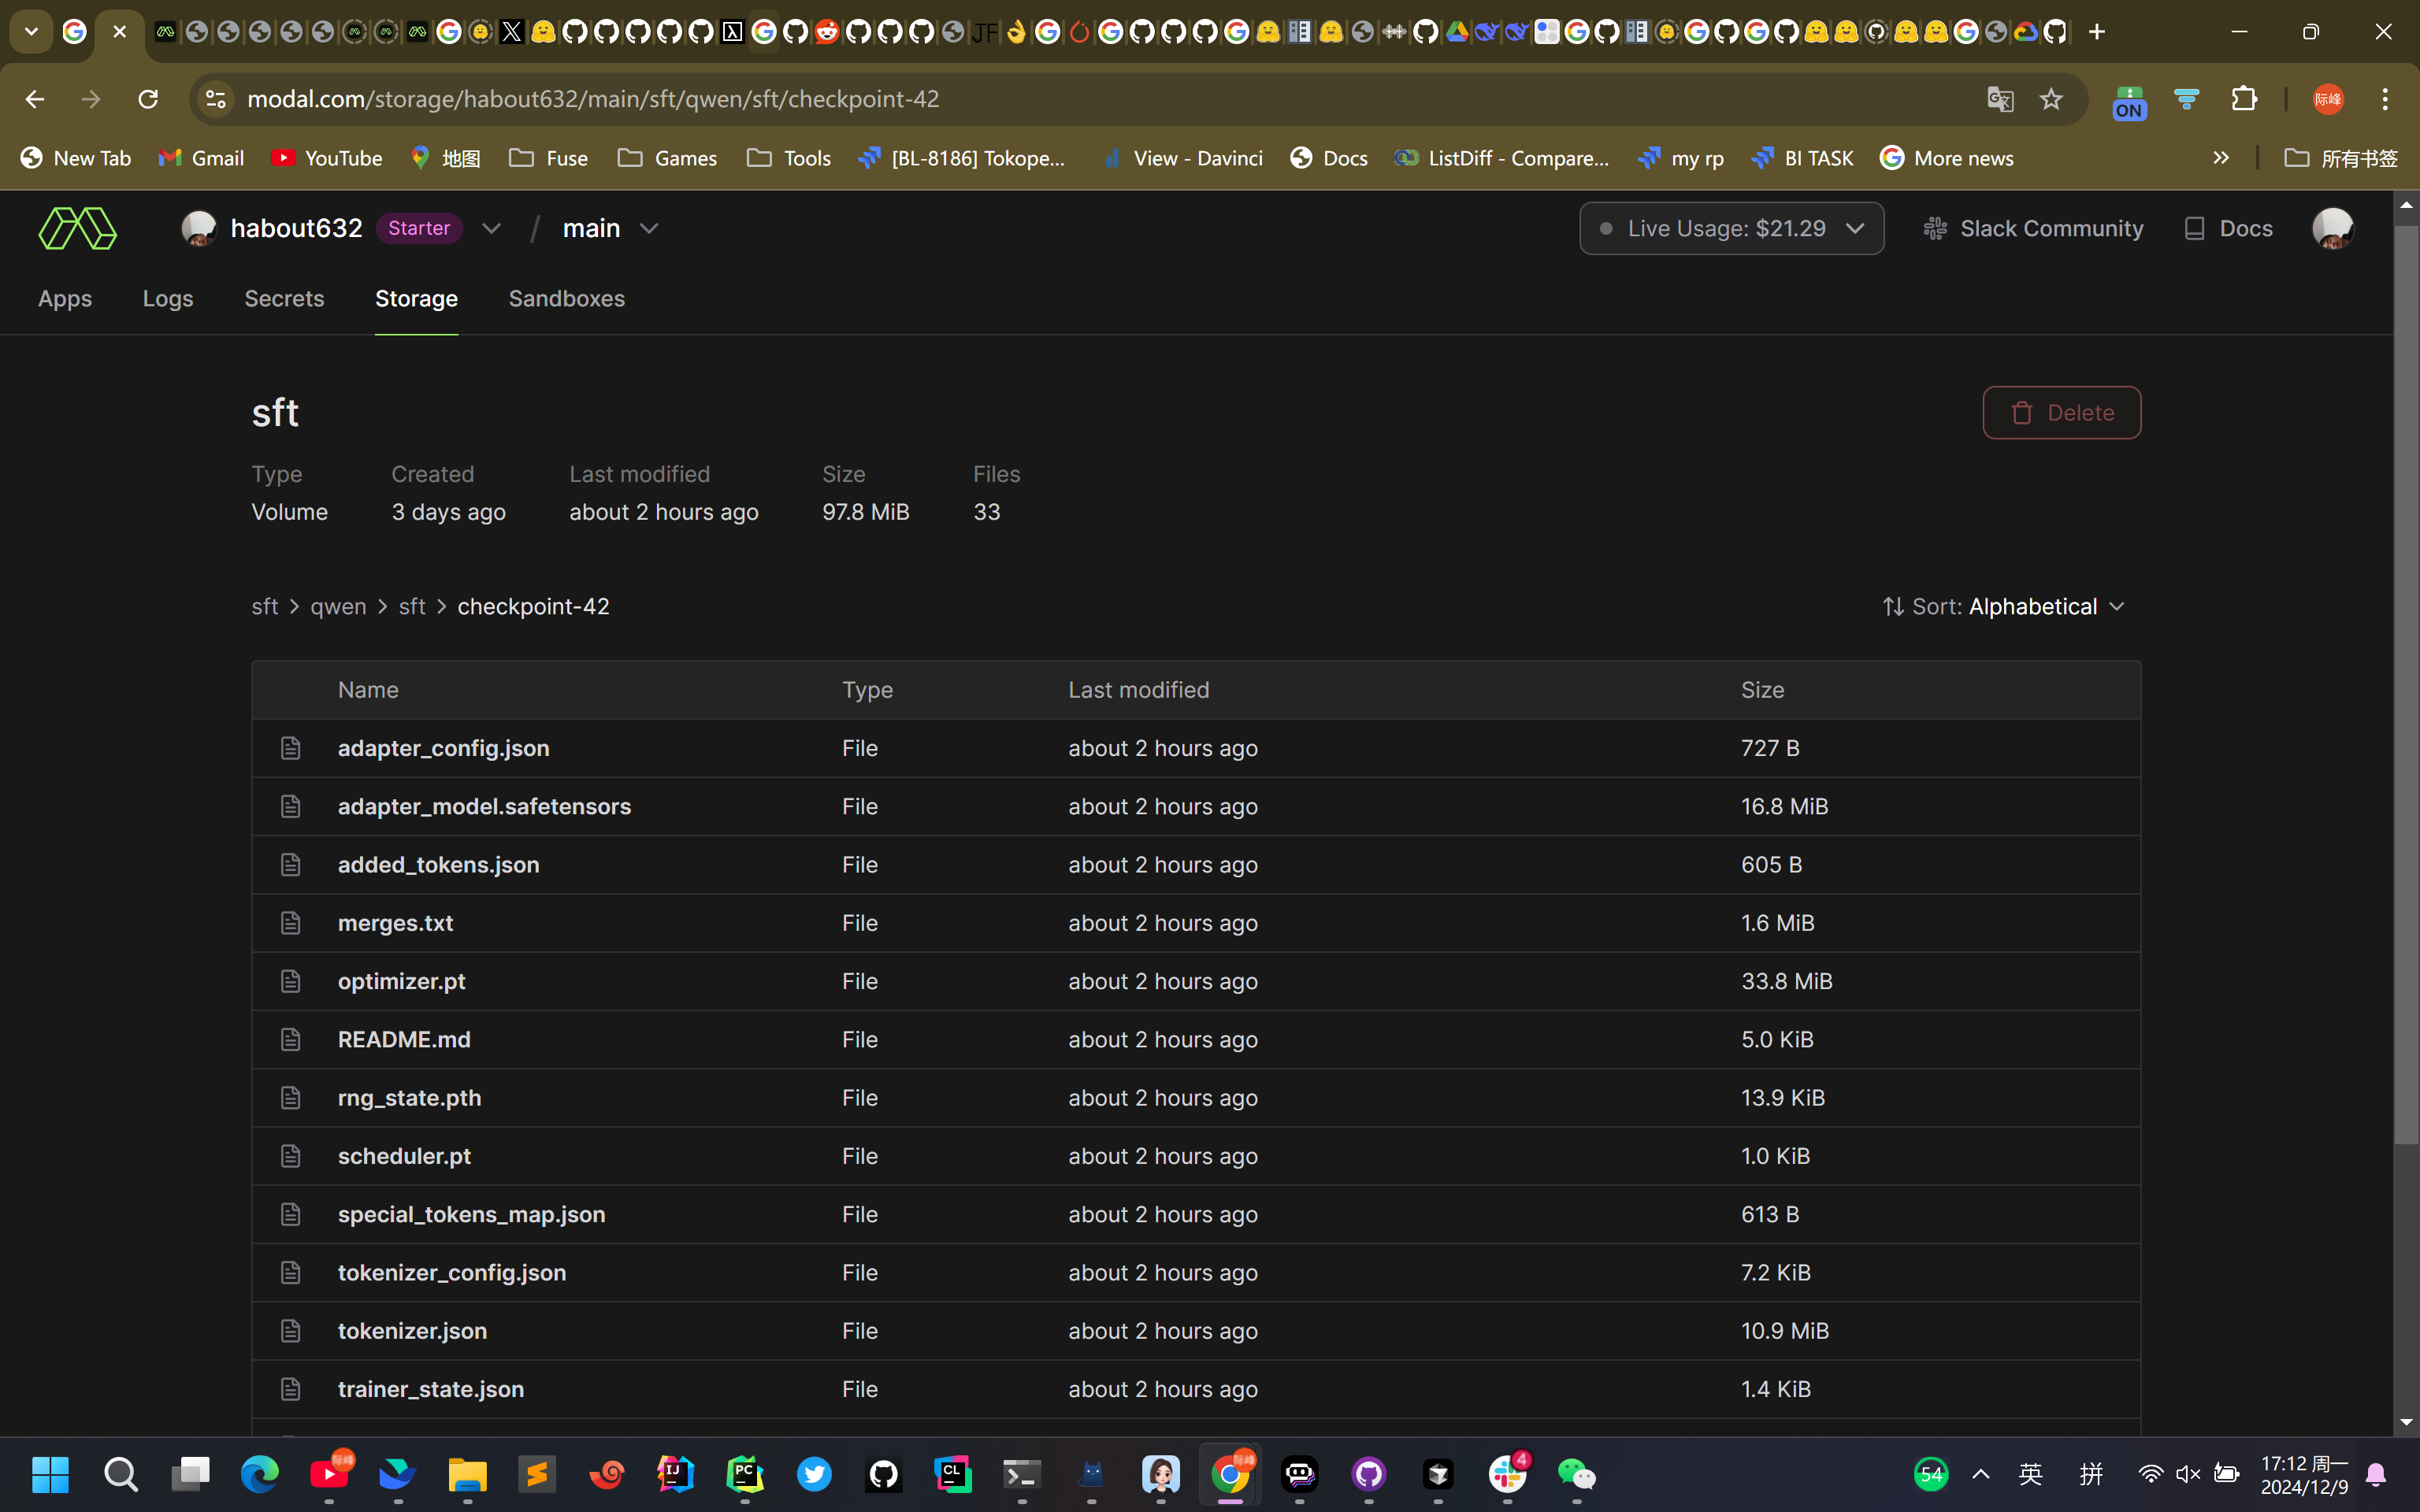 modal.com/storage/habout632/main/sft/qwen/sft/checkpoint-42
ON
际峰
New Tab
Gmail
YouTube
地图
Fuse
Games
Tools
[BL-8186] Tokope...
View - Davinci
Docs
ListDiff - Compare...
my rp
BI TASK
More news
所有书签
habout632 Starter / main
Live Usage: $21.29
Slack Community
Docs
Apps Logs Secrets Storage Sandboxes
sft
Delete
Type Created Last modified Size Files
Volume 3 days ago about 2 hours ago 97.8 MiB 33
sft > qwen > sft > checkpoint-42
Sort: Alphabetical
Name Type Last modified Size
adapter_config.json File about 2 hours ago 727 B
adapter_model.safetensors File about 2 hours ago 16.8 MiB
added_tokens.json File about 2 hours ago 605 B
merges.txt File about 2 hours ago 1.6 MiB
optimizer.pt File about 2 hours ago 33.8 MiB
README.md File about 2 hours ago 5.0 KiB
rng_state.pth File about 2 hours ago 13.9 KiB
scheduler.pt File about 2 hours ago 1.0 KiB
special_tokens_map.json File about 2 hours ago 613 B
tokenizer_config.json File about 2 hours ago 7.2 KiB
tokenizer.json File about 2 hours ago 10.9 MiB
trainer_state.json File about 2 hours ago 1.4 KiB
IJ
PC
CL
4
54
英
拼
17:12 周一
2024/12/9